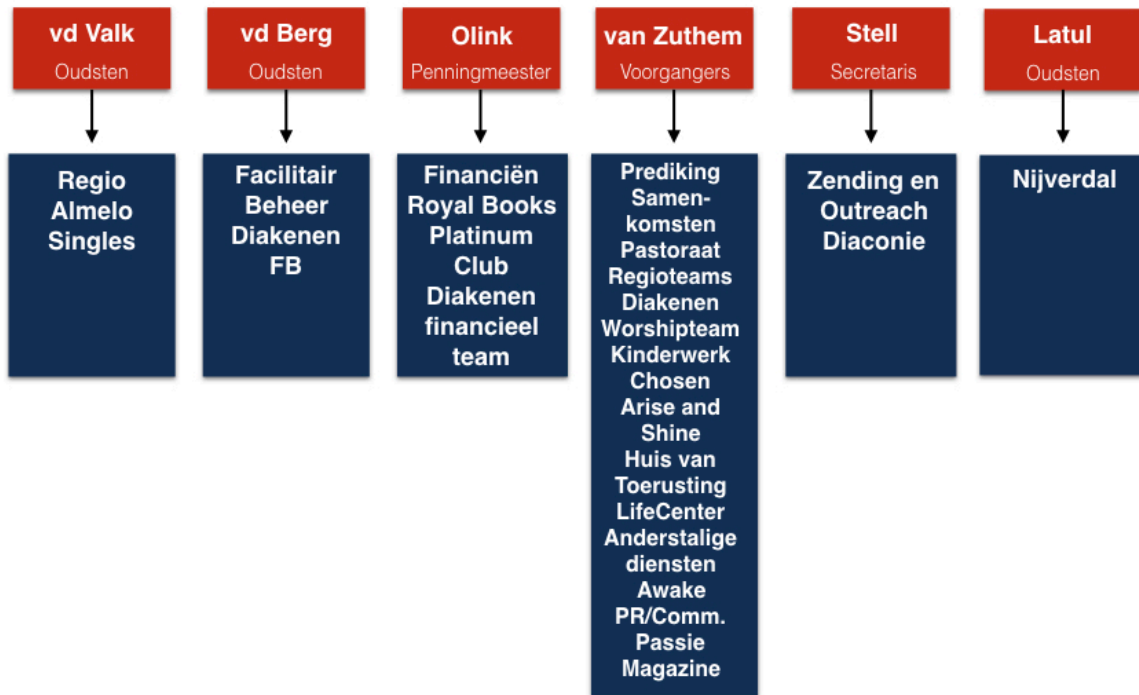 vd Valk
Oudsten
vd Berg
Oudsten
Olink
Penningmeester
van Zuthem
Voorgangers
Stell
Secretaris
Latul
Oudsten
Regio
Almelo
Singles
Facilitair
Beheer
Diakenen
FB
Financiën
Royal Books
Platinum
Club
Diakenen
financieel
team
Prediking
Samen-
komsten
Pastoraat
Regioteams
Diakenen
Worshipteam
Kinderwerk
Chosen
Arise and
Shine
Huis van
Toerusting
LifeCenter
Anderstalige
diensten
Awake
PR/Comm.
Passie
Magazine
Zending en
Outreach
Diaconie
Nijverdal